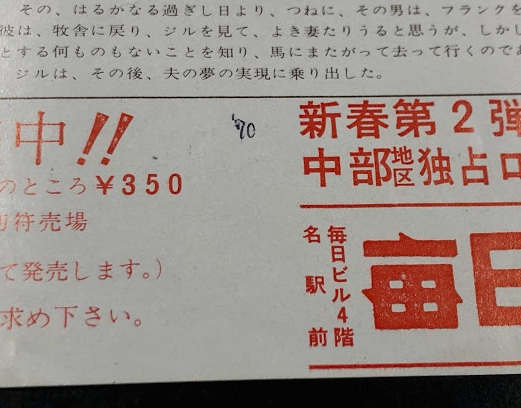 その、はるかなる過ぎし日より、つねに、その男は、フランクを
彼は、牧舎に戻り、ジルを見て、よき妻たりうると思うが、しかし
とする何ものもないことを知り、馬にまたがって去って行くのであ
ジルは、その後、夫の夢の実現に乗り出した。
中!!
'70
のところ¥350
符売場
て発売します。)
求め下さい。
新春第2弾
中部地区独占ロ
毎日ビル4階
名駅前
毎日